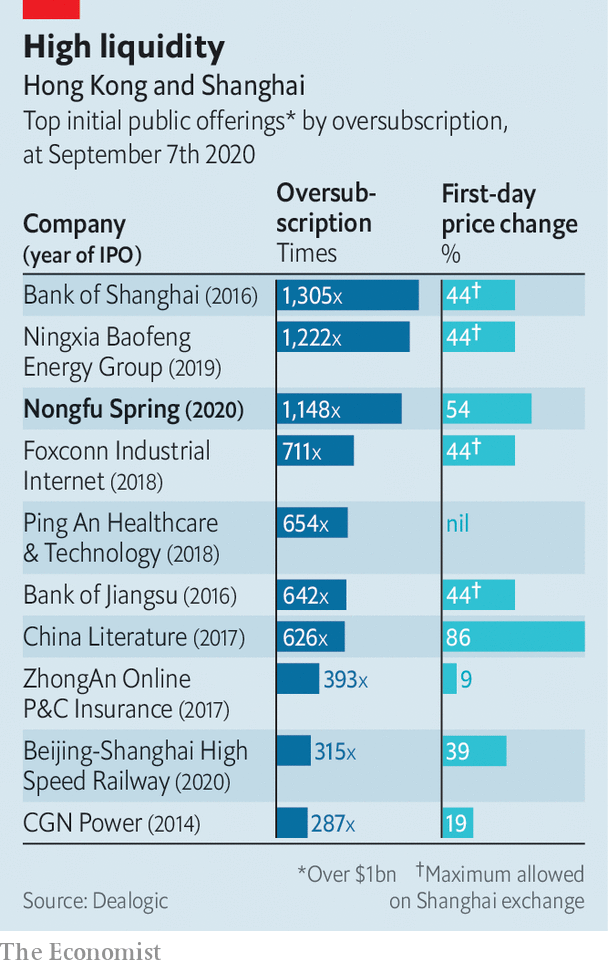 High liquidity
Hong Kong and Shanghai
Top initial public offerings* by oversubscription,
at September 7th 2020
Company
(year of IPO)
Oversub-
scription
Times
First-day
price change
%
Bank of Shanghai (2016) 1,305x 44†
Ningxia Baofeng
Energy Group (2019) 1,222x 44†
Nongfu Spring (2020) 1,148x 54
Foxconn Industrial
Internet (2018) 711x 44†
Ping An Healthcare
& Technology (2018) 654x nil
Bank of Jiangsu (2016) 642x 44†
China Literature (2017) 626x 86
ZhongAn Online
P&C Insurance (2017) 393x 9
Beijing-Shanghai High
Speed Railway (2020) 315x 39
CGN Power (2014) 287x 19
*Over $1bn †Maximum allowed
on Shanghai exchange
Source: Dealogic
The Economist